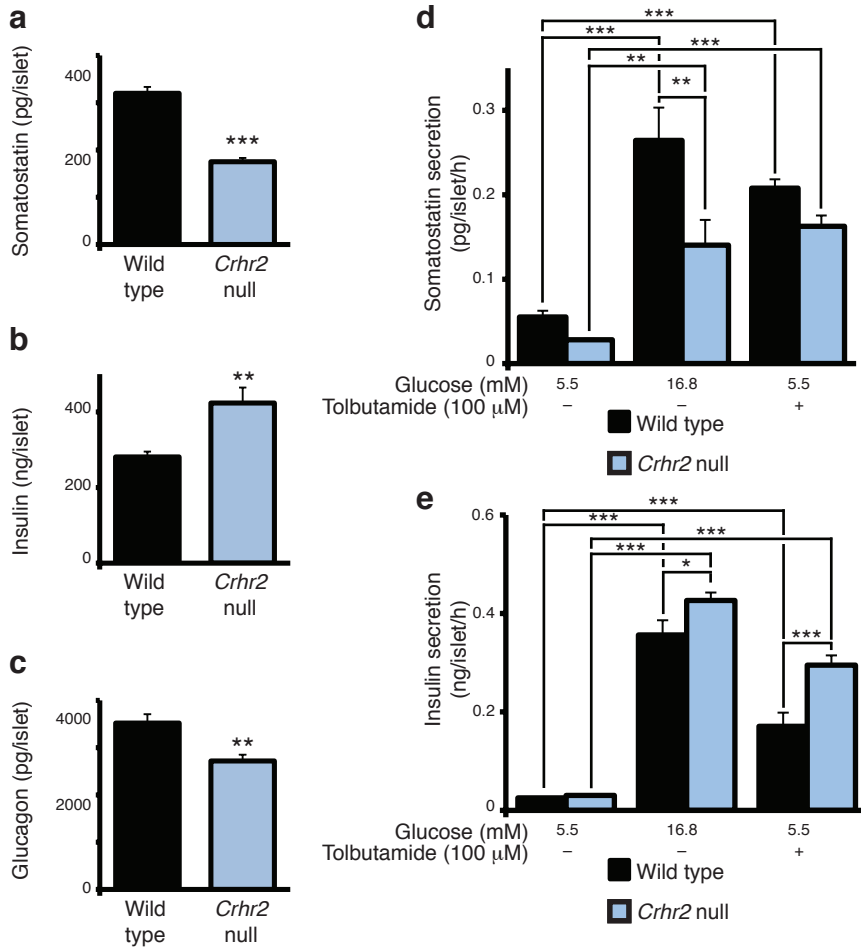 a
Somatostatin (pg/islet)
400
200
0
***
Wild type
Crhr2 null
b
Insulin (ng/islet)
400
200
0
**
Wild type
Crhr2 null
c
Glucagon (pg/islet)
4000
2000
0
**
Wild type
Crhr2 null
d
Somatostatin secretion
(pg/islet/h)
0.3
0.2
0.1
0
***
***
***
**
**
Glucose (mM) 5.5 16.8 5.5
Tolbutamide (100 μM) – – +
Wild type
Crhr2 null
e
Insulin secretion
(ng/islet/h)
0.6
0.4
0.2
0
***
***
***
***
*
***
Glucose (mM) 5.5 16.8 5.5
Tolbutamide (100 μM) – – +
Wild type
Crhr2 null